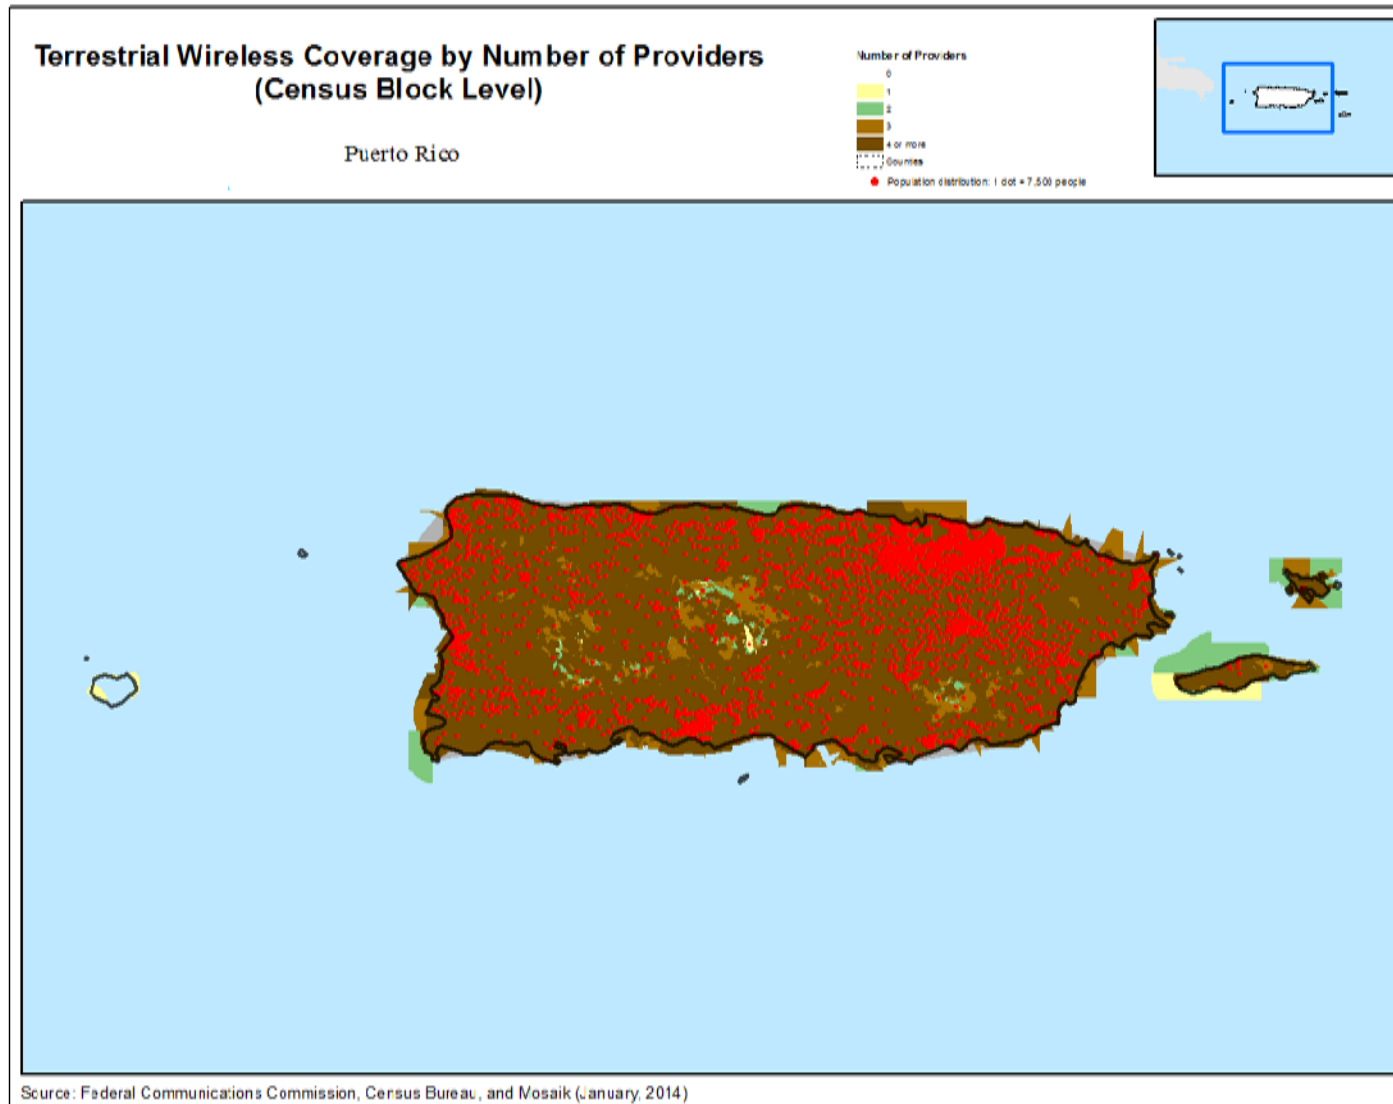 Terrestrial Wireless Coverage by Number of Providers
(Census Block Level)
Puerto Rico
Number of Providers
0
1
2
3
4 or more
Counties
Population distribution: 1 dot = 7,500 people
Source: Federal Communications Commission, Census Bureau, and Mosaik (January, 2014)